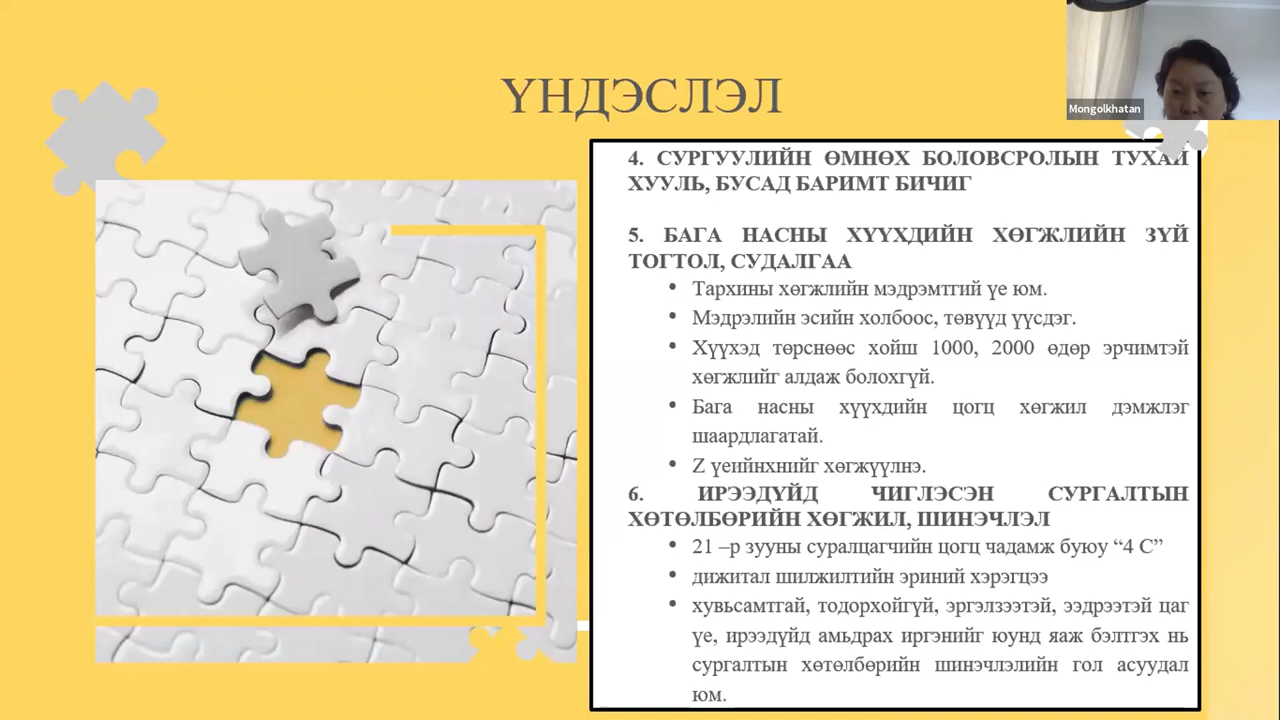 ҮНДЭСЛЭЛ
Mongolkhatan
4. СУРГУУЛИЙН ӨМНӨХ БОЛОВСРОЛЫН ТУХАЙ
ХУУЛЬ, БУСАД БАРИМТ БИЧИГ
5. БАГА НАСНЫ ХҮҮХДИЙН ХӨГЖЛИЙН ЗҮЙ
ТОГТОЛ, СУДАЛГАА
• Тархины хөгжлийн мэдрэмтгий үе юм.
• Мэдрэлийн эсийн холбоос, төвүүд үүсдэг.
• Хүүхэд төрснөөс хойш 1000, 2000 өдөр эрчимтэй
хөгжлийг алдаж болохгүй.
• Бага насны хүүхдийн цогц хөгжил дэмжлэг
шаардлагатай.
• Z үеийнхнийг хөгжүүлнэ.
6. ИРЭЭДҮЙД ЧИГЛЭСЭН СУРГАЛТЫН
ХӨТӨЛБӨРИЙН ХӨГЖИЛ, ШИНЭЧЛЭЛ
• 21 –р зууны суралцагчийн цогц чадамж буюу “4 C”
• дижитал шилжилтийн эриний хэрэгцээ
• хувьсамтгай, тодорхойгүй, эргэлзээтэй, ээдрээтэй цаг
үе, ирээдүйд амьдрах иргэнийг юунд яаж бэлтгэх нь
сургалтын хөтөлбөрийн шинэчлэлийн гол асуудал
юм.